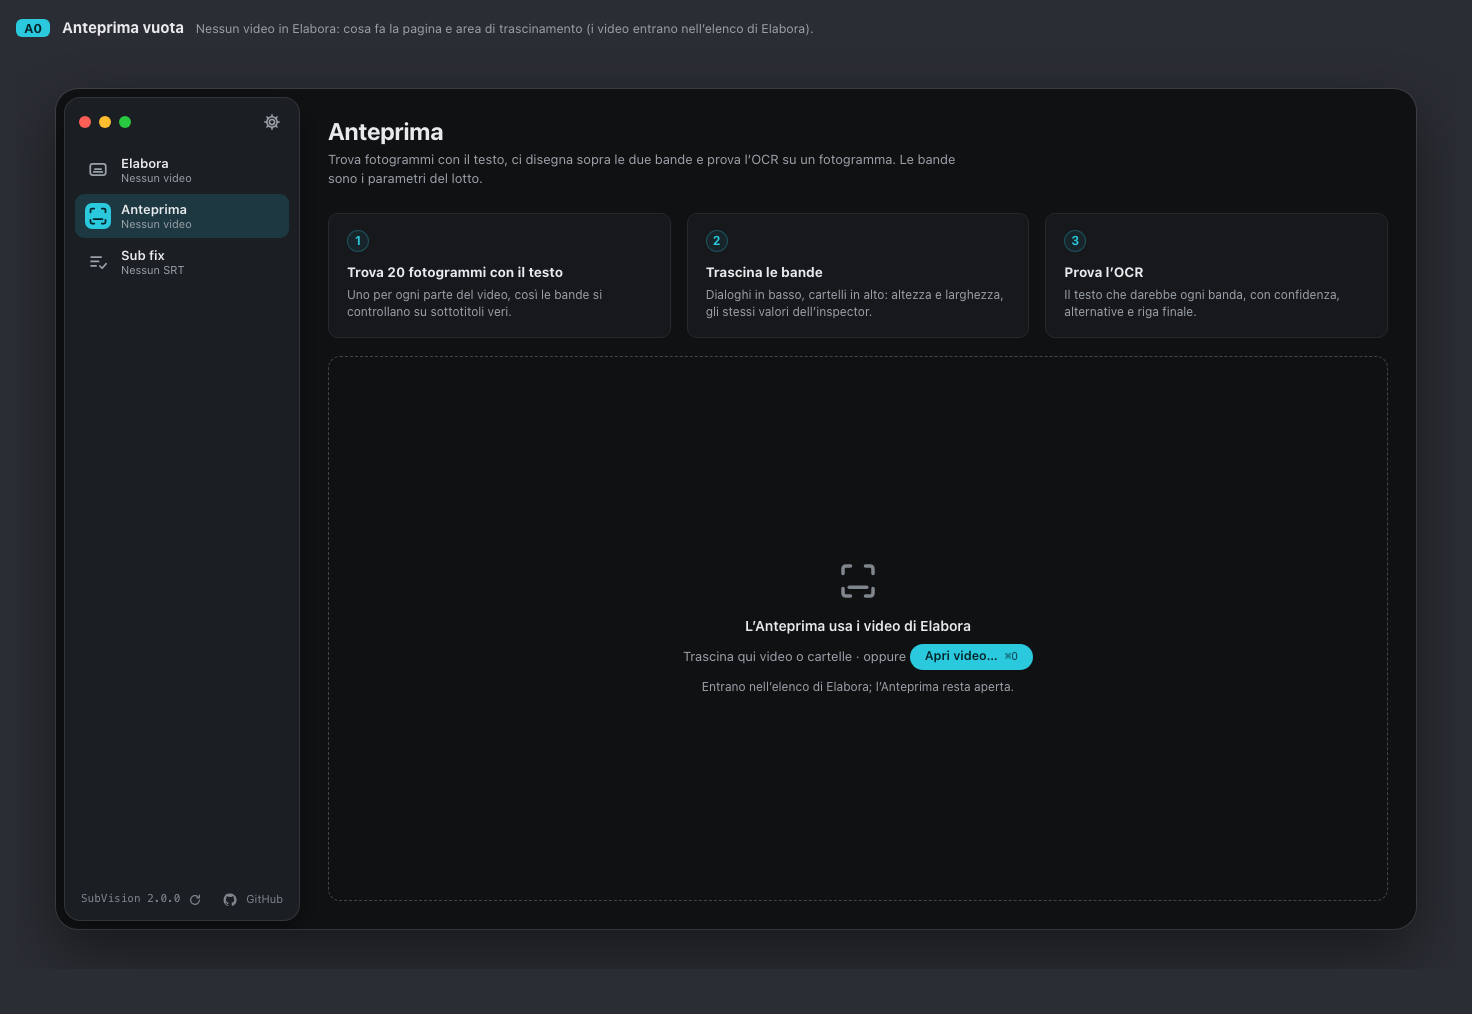 A0 Anteprima vuota Nessun video in Elabora: cosa fa la pagina e area di trascinamento (i video entrano nell'elenco di Elabora).
Elabora
Nessun video
Anteprima
Nessun video
Sub fix
Nessun SRT
SubVision 2.0.0 GitHub
Anteprima
Trova fotogrammi con il testo, ci disegna sopra le due bande e prova l'OCR su un fotogramma. Le bande
sono i parametri del lotto.
1
Trova 20 fotogrammi con il testo
Uno per ogni parte del video, così le bande si
controllano su sottotitoli veri.
2
Trascina le bande
Dialoghi in basso, cartelli in alto: altezza e larghezza,
gli stessi valori dell'inspector.
3
Prova l'OCR
Il testo che darebbe ogni banda, con confidenza,
alternative e riga finale.
L'Anteprima usa i video di Elabora
Trascina qui video o cartelle · oppure Apri video... ⌘O
Entrano nell'elenco di Elabora; l'Anteprima resta aperta.